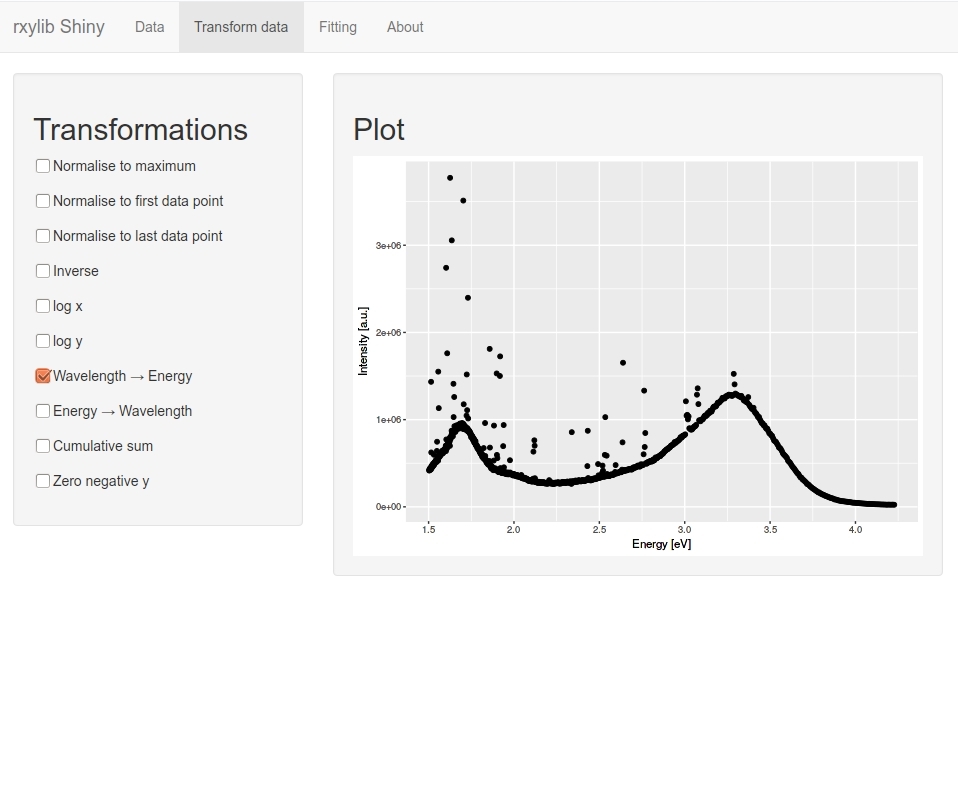 rxylib Shiny Data Transform data Fitting About
Transformations
Normalise to maximum
Normalise to first data point
Normalise to last data point
Inverse
log x
log y
Wavelength → Energy
Energy → Wavelength
Cumulative sum
Zero negative y
Plot
Intensity [a.u.]
3e+06
2e+06
1e+06
0e+00
1.5 2.0 2.5 3.0 3.5 4.0
Energy [eV]